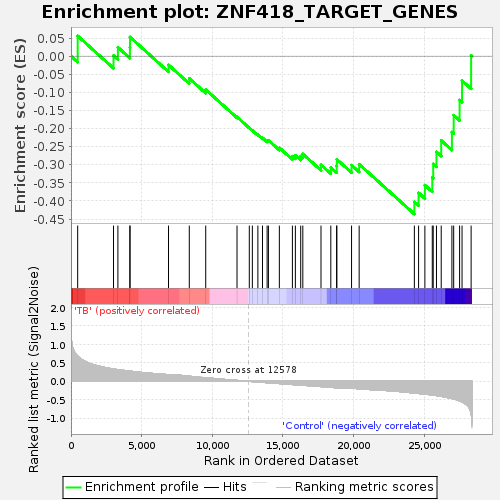 Enrichment plot: ZNF418_TARGET_GENES
Enrichment score (ES)
0.05
0.00
-0.05
-0.10
-0.15
-0.20
-0.25
-0.30
-0.35
-0.40
-0.45
'TB' (positively correlated)
Ranked list metric (Signal2Noise)
2.0
1.5
1.0
0.5
0.0
-0.5
-1.0
Zero cross at 12578
'Control' (negatively correlated)
0 5,000 10,000 15,000 20,000 25,000
Rank in Ordered Dataset
Enrichment profile Hits Ranking metric scores